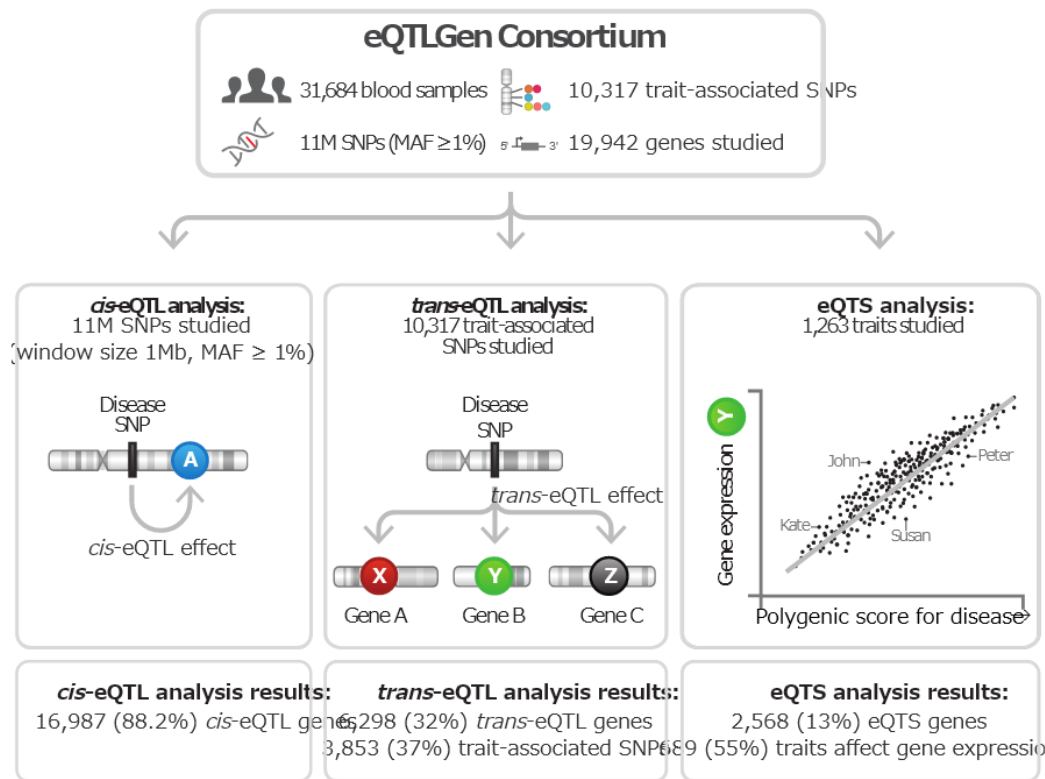 eQTLGen Consortium
31,684 blood samples
10,317 trait-associated SNPs
11M SNPs (MAF ≥1%)
5' 3'
19,942 genes studied
cis-eQTL analysis:
11M SNPs studied
(window size 1Mb, MAF ≥ 1%)
Disease
SNP
A
cis-eQTL effect
trans-eQTL analysis:
10,317 trait-associated
SNPs studied
Disease
SNP
trans-eQTL effect
X
Y
Z
Gene A
Gene B
Gene C
eQTS analysis:
1,263 traits studied
Y
Gene expression
John
Peter
Kate
Susan
Polygenic score for disease
cis-eQTL analysis results:
16,987 (88.2%) cis-eQTL genes
trans-eQTL analysis results:
6,298 (32%) trans-eQTL genes
3,853 (37%) trait-associated SNPs
eQTS analysis results:
2,568 (13%) eQTS genes
689 (55%) traits affect gene expression